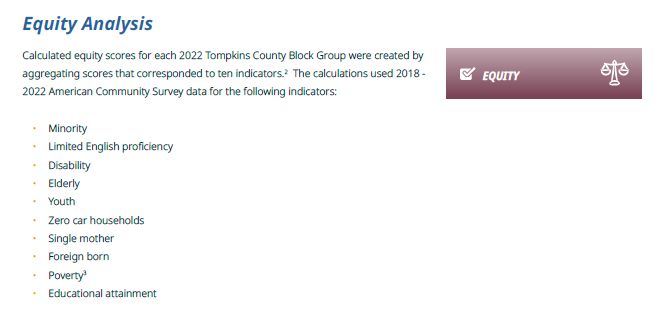 Equity Analysis
Calculated equity scores for each 2022 Tompkins County Block Group were created by
aggregating scores that corresponded to ten indicators.² The calculations used 2018 -
2022 American Community Survey data for the following indicators:
EQUITY
• Minority
• Limited English proficiency
• Disability
• Elderly
• Youth
• Zero car households
• Single mother
• Foreign born
• Poverty³
• Educational attainment